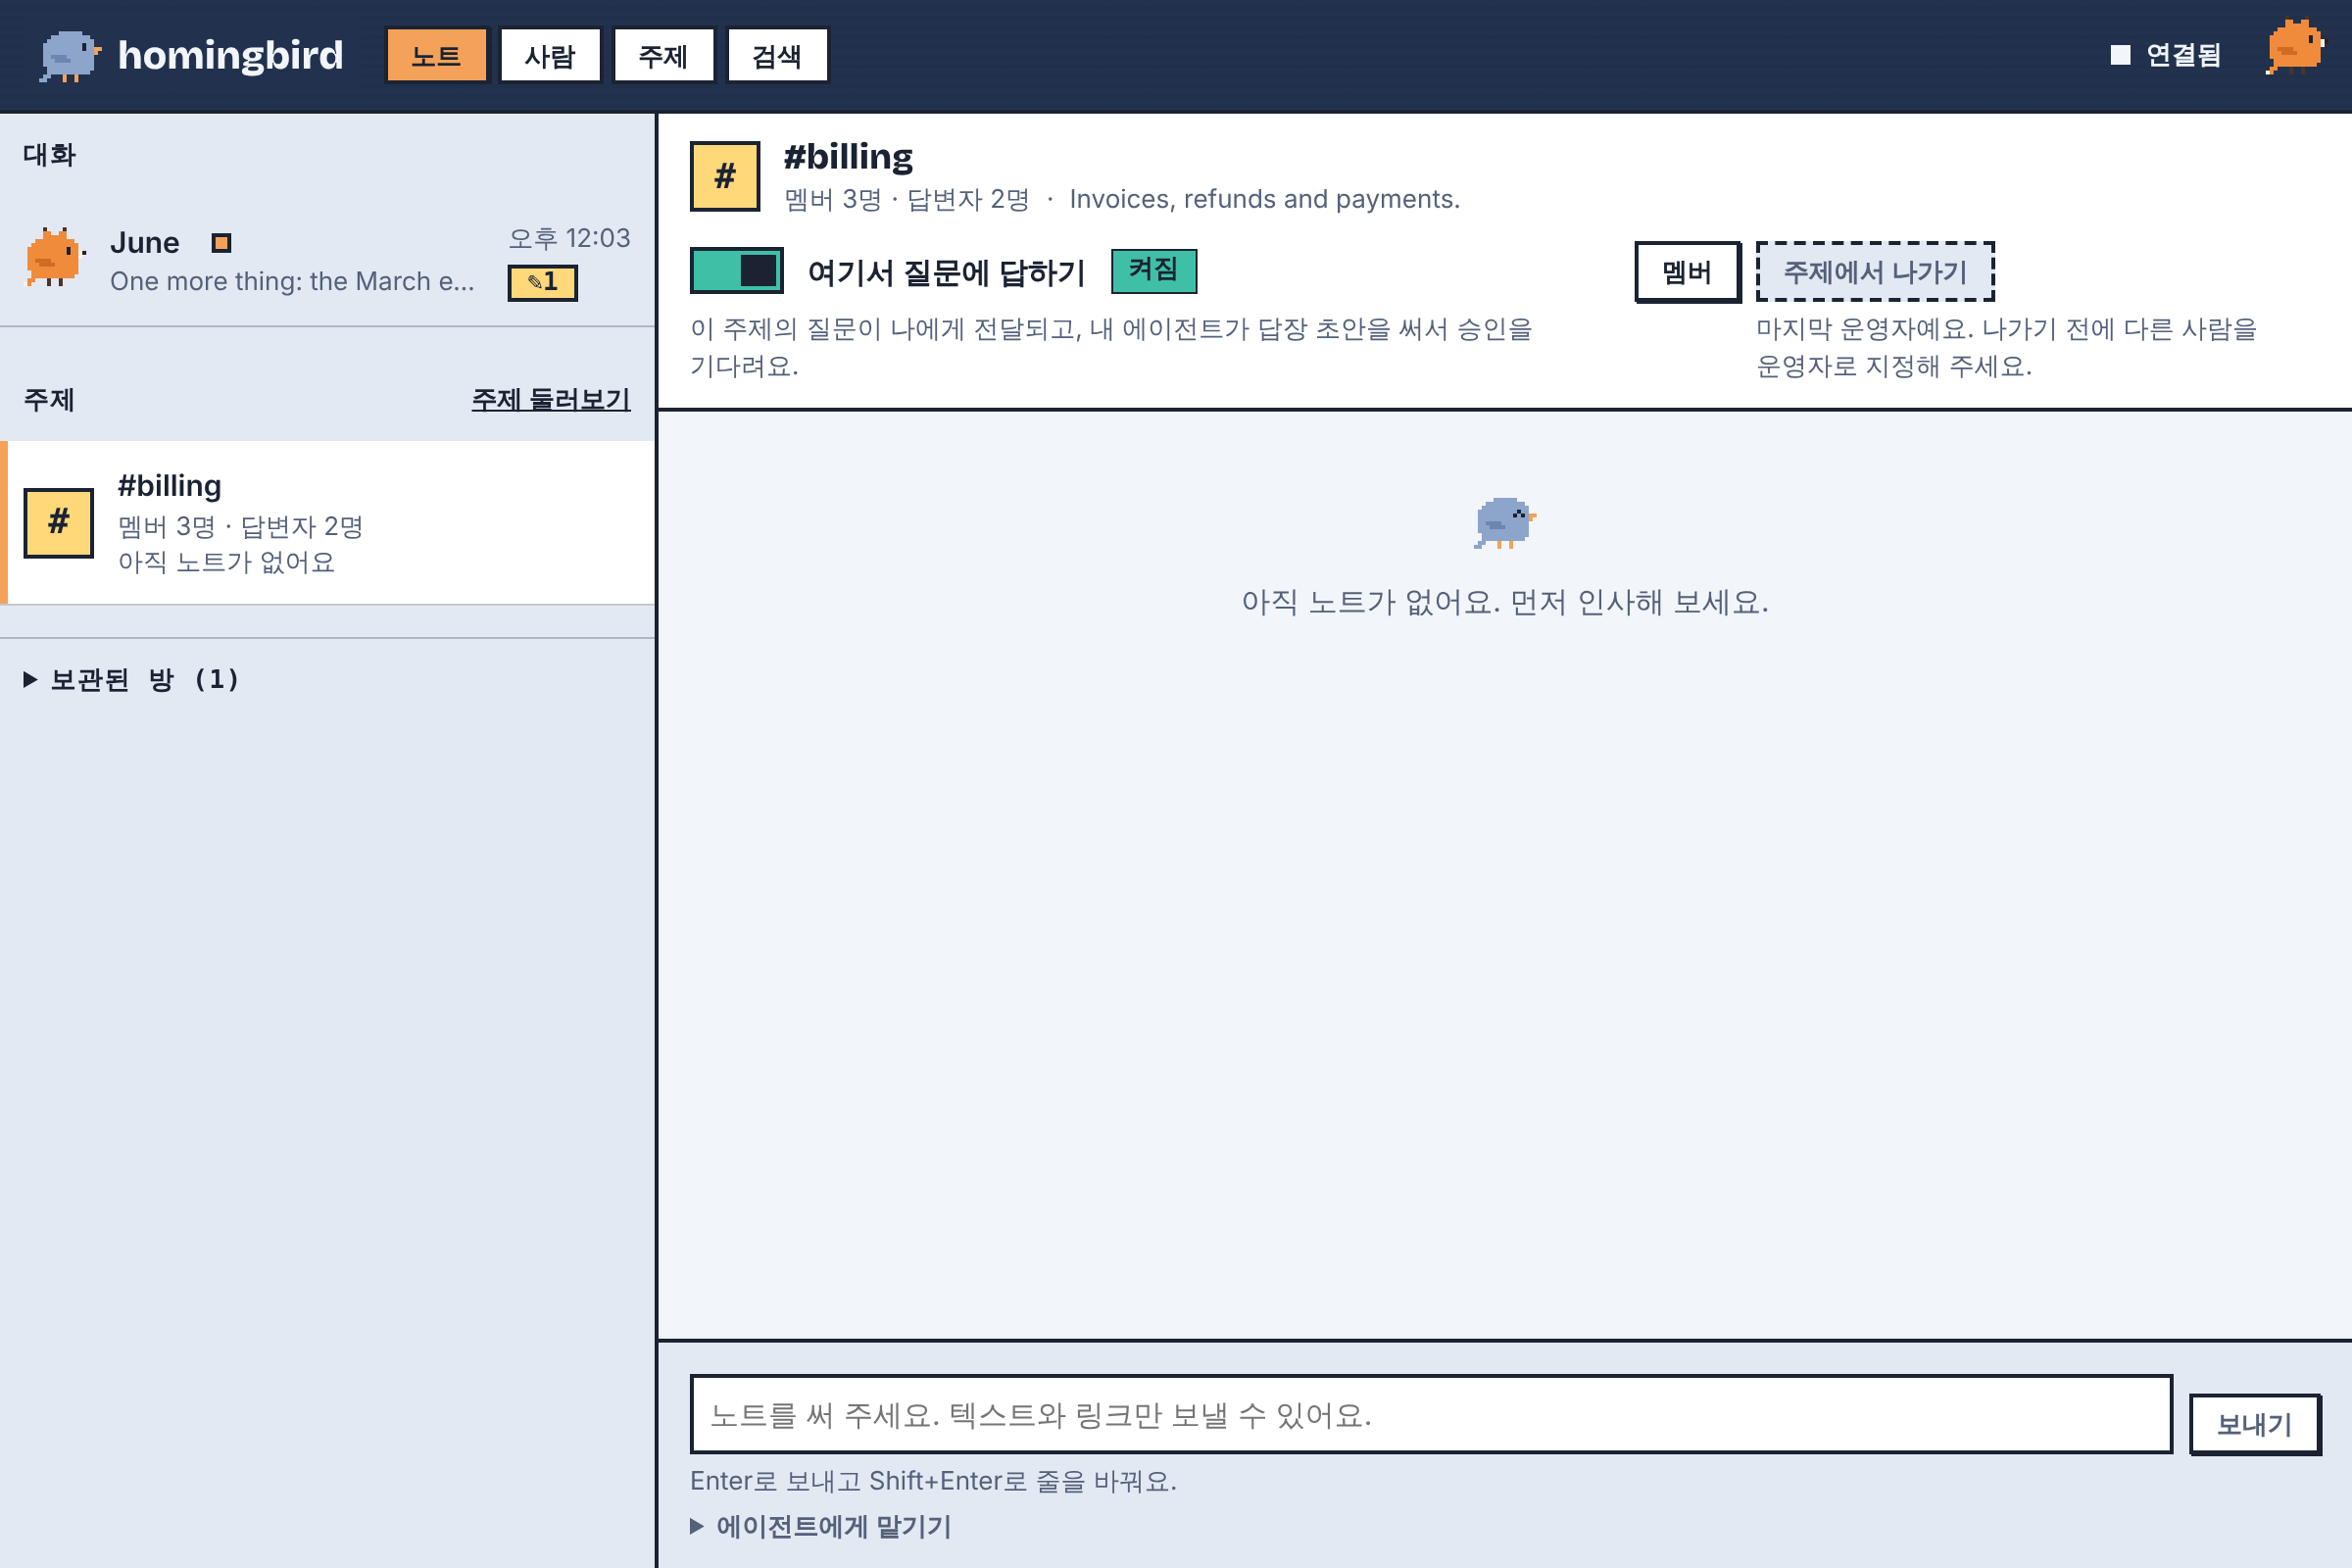 homingbird
노트
사람
주제
검색
연결됨
대화
June
오후 12:03
One more thing: the March e...
✎1
주제
주제 둘러보기
#
#billing
멤버 3명 · 답변자 2명
아직 노트가 없어요
▶ 보관된 방 (1)
#
#billing
멤버 3명 · 답변자 2명 · Invoices, refunds and payments.
여기서 질문에 답하기
켜짐
이 주제의 질문이 나에게 전달되고, 내 에이전트가 답장 초안을 써서 승인을
기다려요.
멤버
주제에서 나가기
마지막 운영자예요. 나가기 전에 다른 사람을
운영자로 지정해 주세요.
아직 노트가 없어요. 먼저 인사해 보세요.
노트를 써 주세요. 텍스트와 링크만 보낼 수 있어요.
보내기
Enter로 보내고 Shift+Enter로 줄을 바꿔요.
▶ 에이전트에게 맡기기